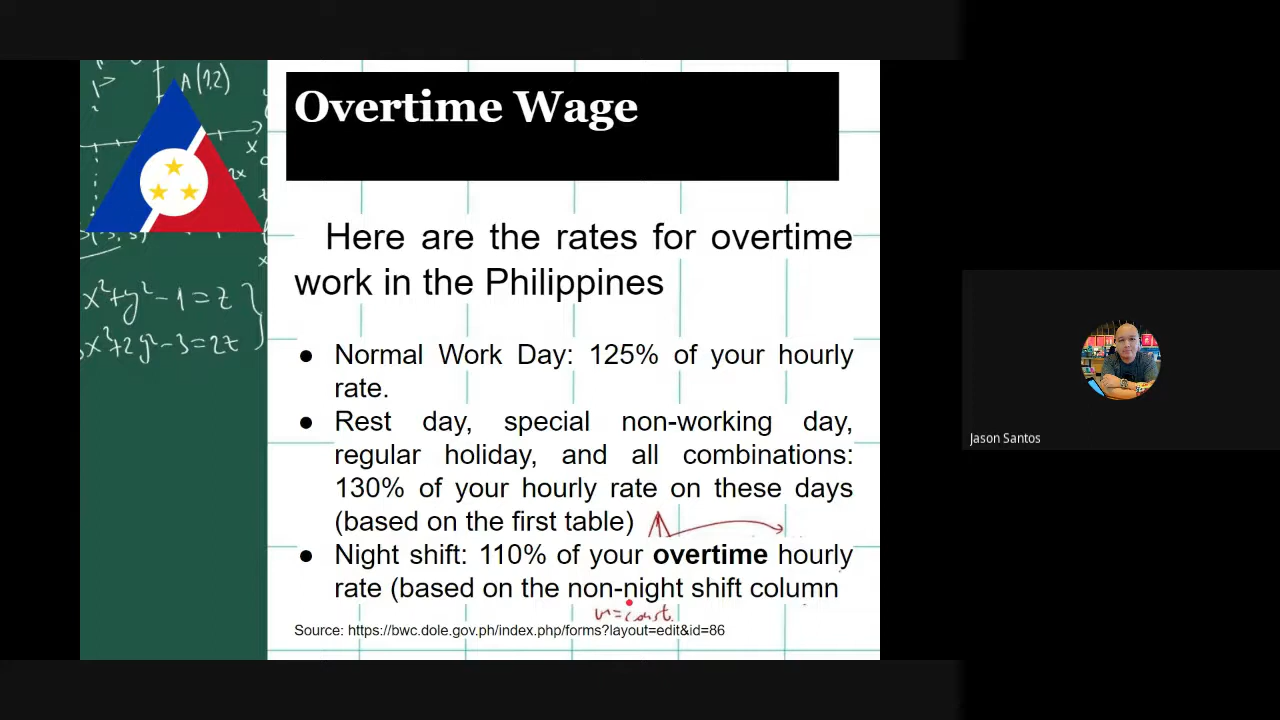 A(1,2)
x
2x
x²+y²-1=z
x³+2y²-3=2z
Overtime Wage
Here are the rates for overtime
work in the Philippines
● Normal Work Day: 125% of your hourly
rate.
● Rest day, special non-working day,
regular holiday, and all combinations:
130% of your hourly rate on these days
(based on the first table)
● Night shift: 110% of your overtime hourly
rate (based on the non-night shift column
Source: https://bwc.dole.gov.ph/index.php/forms?layout=edit&id=86
Jason Santos